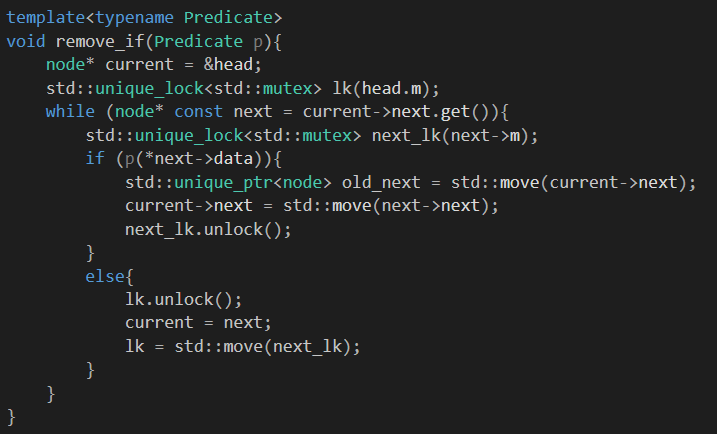 template<typename Predicate>
void remove_if(Predicate p){
    node* current = &head;
    std::unique_lock<std::mutex> lk(head.m);
    while (node* const next = current->next.get()){
        std::unique_lock<std::mutex> next_lk(next->m);
        if (p(*next->data)){
            std::unique_ptr<node> old_next = std::move(current->next);
            current->next = std::move(next->next);
            next_lk.unlock();
        }
        else{
            lk.unlock();
            current = next;
            lk = std::move(next_lk);
        }
    }
}